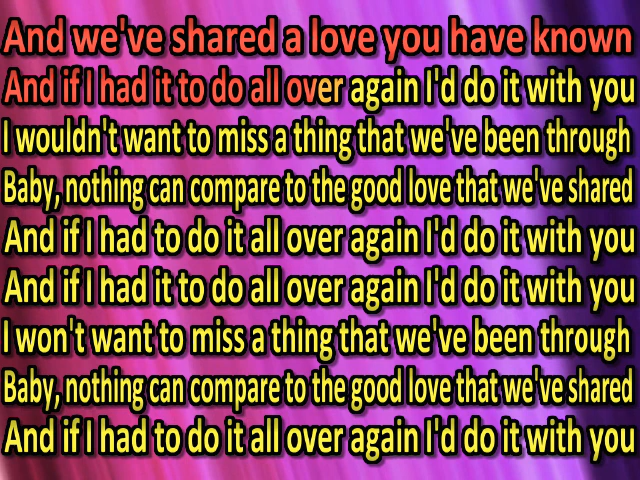 And we've shared a love you have known
And if I had it to do all over again I'd do it with you
I wouldn't want to miss a thing that we've been through
Baby, nothing can compare to the good love that we've shared
And if I had to do it all over again I'd do it with you
And if I had it to do all over again I'd do it with you
I won't want to miss a thing that we've been through
Baby, nothing can compare to the good love that we've shared
And if I had to do it all over again I'd do it with you